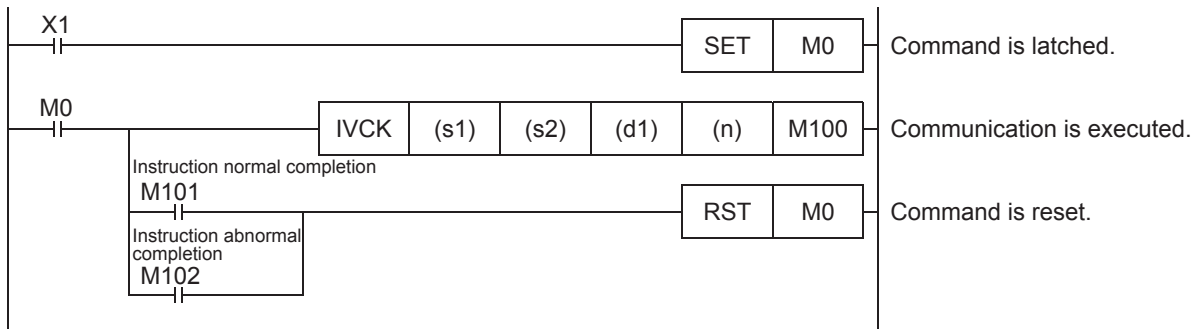 X1
SET M0 Command is latched.
M0
IVCK (s1) (s2) (d1) (n) M100 Communication is executed.
Instruction normal completion
M101
RST M0 Command is reset.
Instruction abnormal
completion
M102